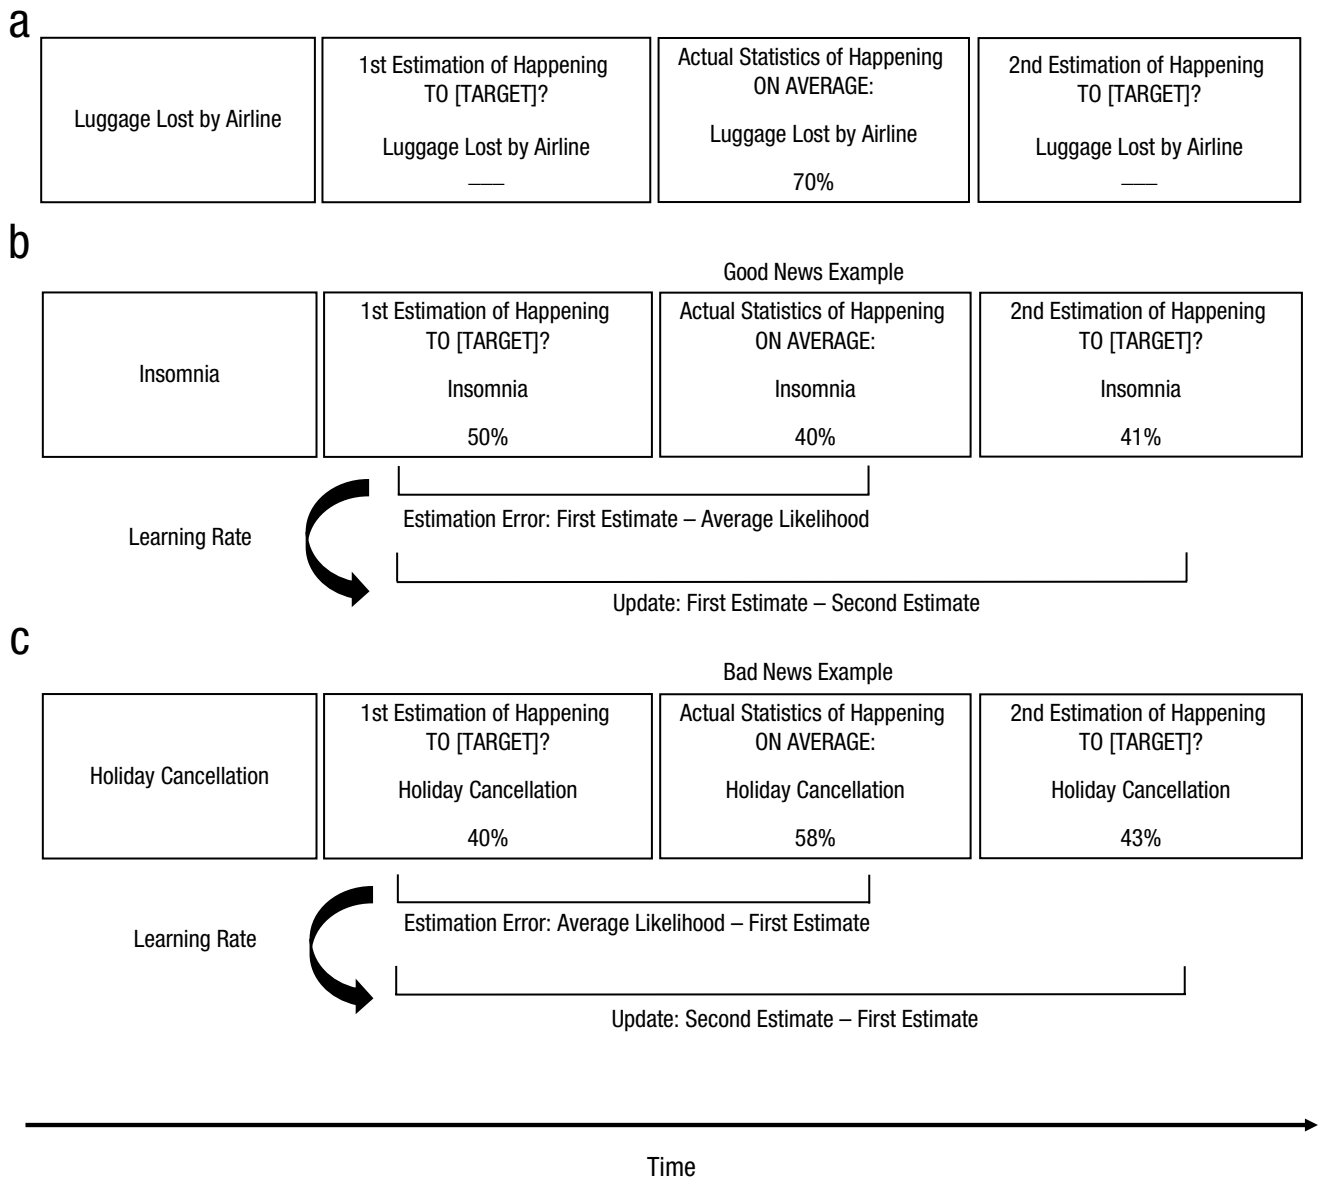 a
Luggage Lost by Airline
1st Estimation of Happening
TO [TARGET]?
Luggage Lost by Airline
___
Actual Statistics of Happening
ON AVERAGE:
Luggage Lost by Airline
70%
2nd Estimation of Happening
TO [TARGET]?
Luggage Lost by Airline
___
b
Good News Example
Insomnia
1st Estimation of Happening
TO [TARGET]?
Insomnia
50%
Actual Statistics of Happening
ON AVERAGE:
Insomnia
40%
2nd Estimation of Happening
TO [TARGET]?
Insomnia
41%
Learning Rate
Estimation Error: First Estimate – Average Likelihood
Update: First Estimate – Second Estimate
c
Bad News Example
Holiday Cancellation
1st Estimation of Happening
TO [TARGET]?
Holiday Cancellation
40%
Actual Statistics of Happening
ON AVERAGE:
Holiday Cancellation
58%
2nd Estimation of Happening
TO [TARGET]?
Holiday Cancellation
43%
Learning Rate
Estimation Error: Average Likelihood – First Estimate
Update: Second Estimate – First Estimate
Time